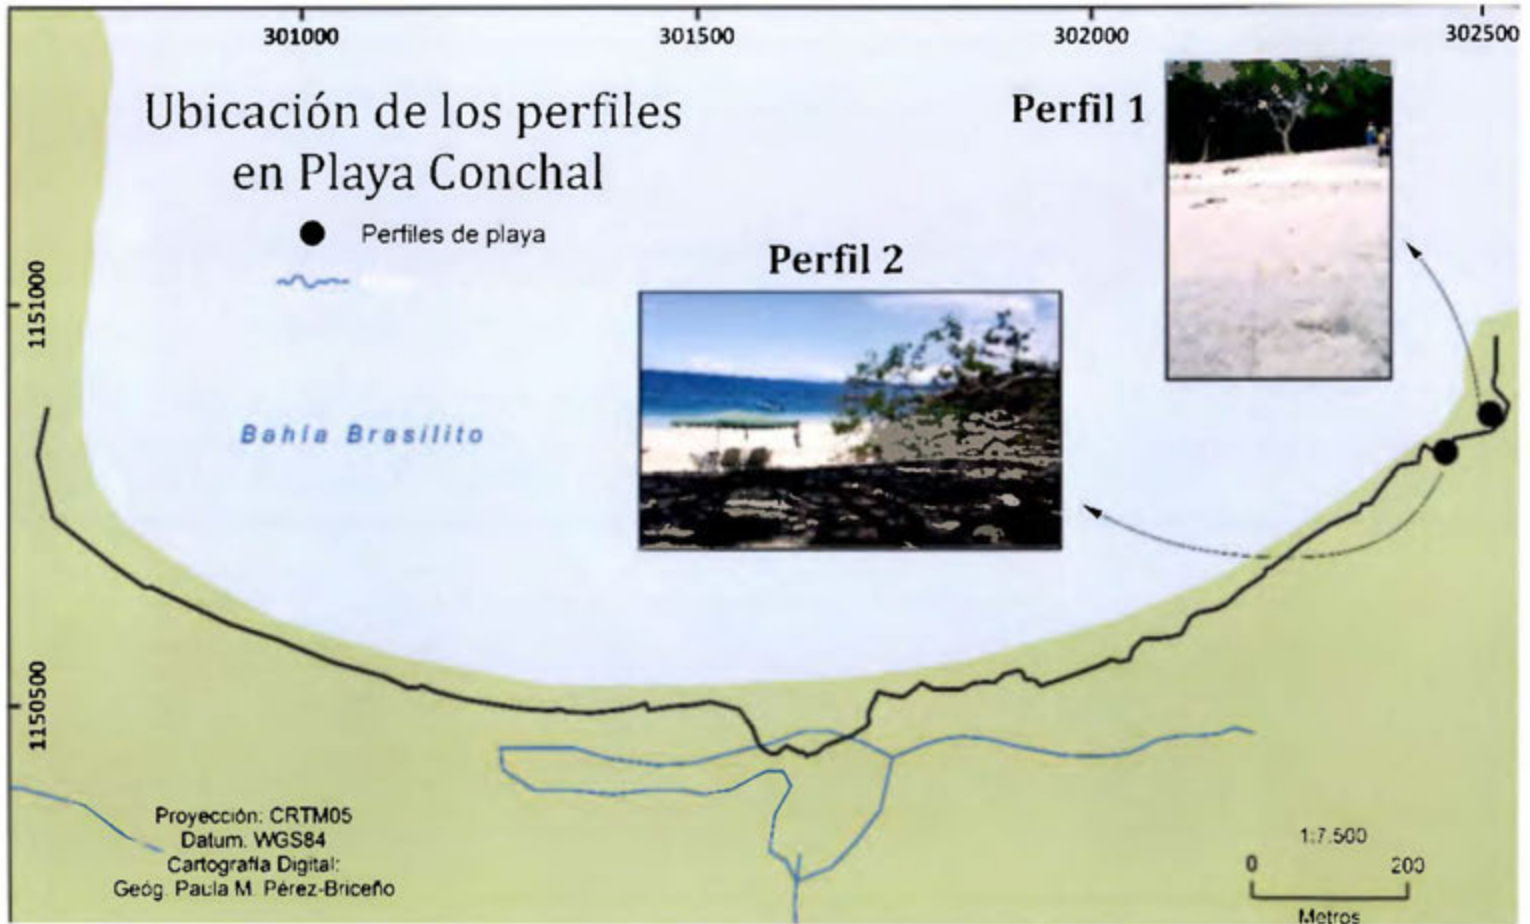 301000
301500
302000
302500
Ubicación de los perfiles
en Playa Conchal
Perfiles de playa
Perfil 1
Perfil 2
1151000
Bahía Brasilito
1150500
Proyección: CRTM05
Datum. WGS84
Cartografía Digital:
Geóg. Paula M. Pérez-Briceño
1:7.500
0 200
Metros